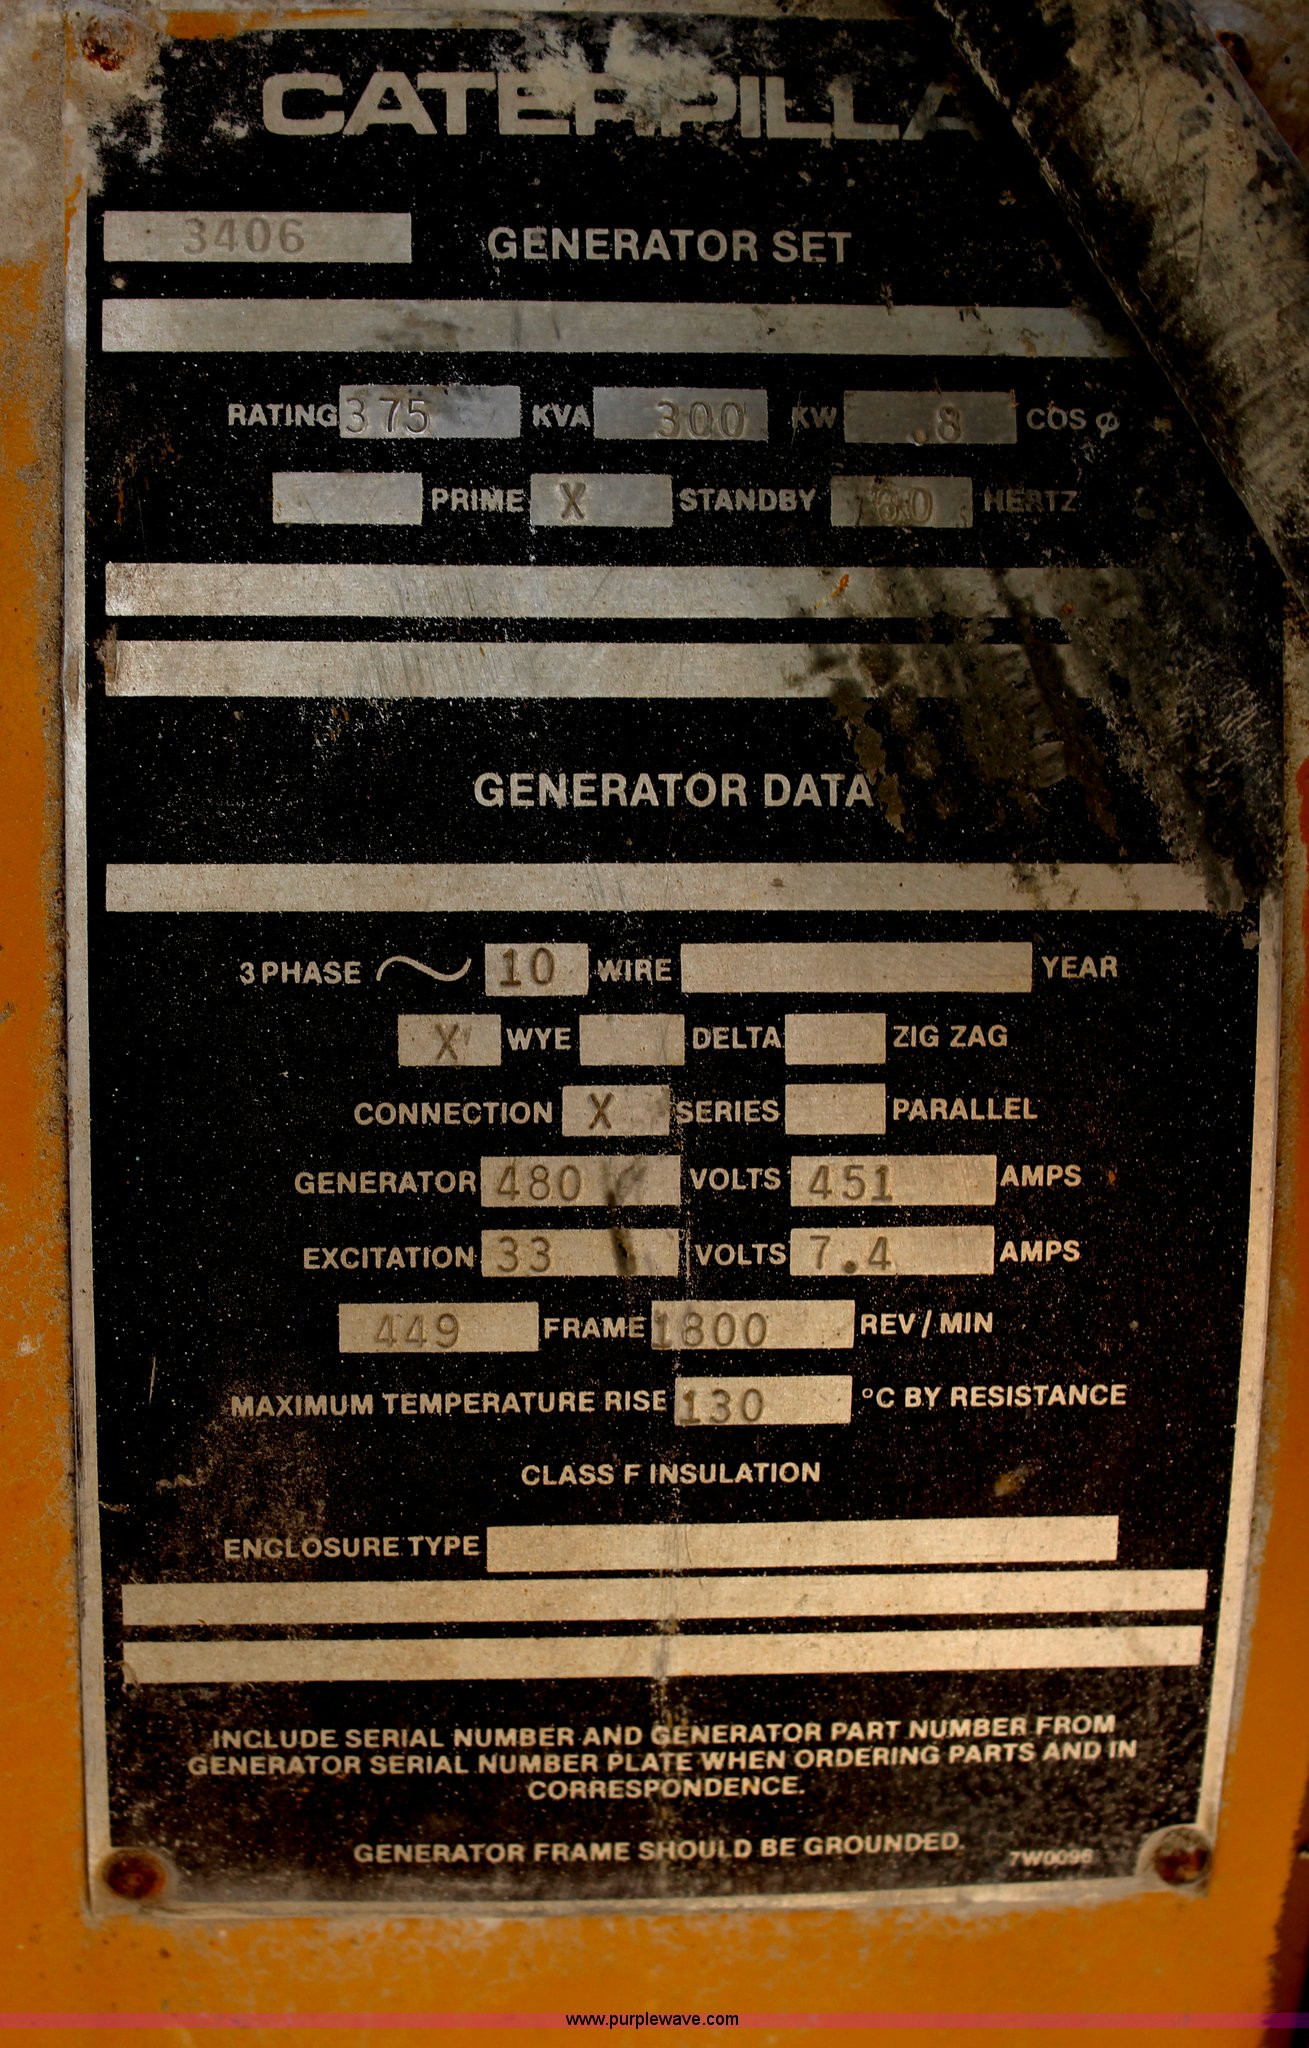 CATERPILLA
3406 GENERATOR SET
RATING 375 KVA 300 KW .8 COS φ
PRIME X STANDBY 60 HERTZ
GENERATOR DATA
3 PHASE ~ 10 WIRE YEAR
X WYE DELTA ZIG ZAG
CONNECTION X SERIES PARALLEL
GENERATOR 480 VOLTS 451 AMPS
EXCITATION 33 VOLTS 7.4 AMPS
449 FRAME 1800 REV/MIN
MAXIMUM TEMPERATURE RISE 130 °C BY RESISTANCE
CLASS F INSULATION
ENCLOSURE TYPE
INCLUDE SERIAL NUMBER AND GENERATOR PART NUMBER FROM
GENERATOR SERIAL NUMBER PLATE WHEN ORDERING PARTS AND IN
CORRESPONDENCE.
GENERATOR FRAME SHOULD BE GROUNDED. 7W0096
www.purplewave.com